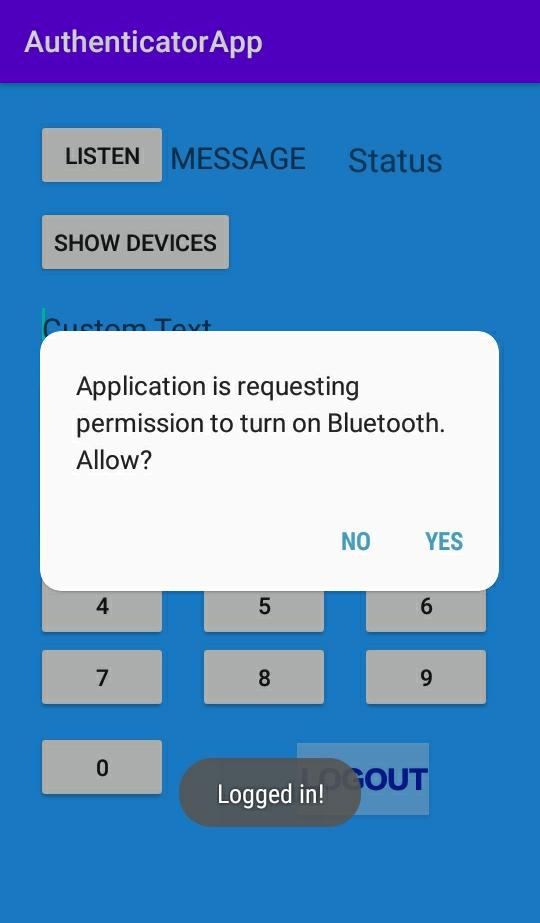 AuthenticatorApp
LISTEN MESSAGE Status
SHOW DEVICES
Custom Text
Application is requesting
permission to turn on Bluetooth.
Allow?
NO YES
4 5 6
7 8 9
0 LOGOUT
Logged in!